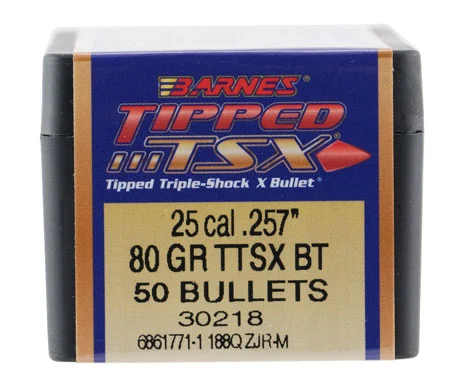 BARNES®
TIPPED
TSX®
Tipped Triple-Shock X Bullet®
25 cal .257"
80 GR TTSX BT
50 BULLETS
30218
6861771-1 188Q ZJR-M